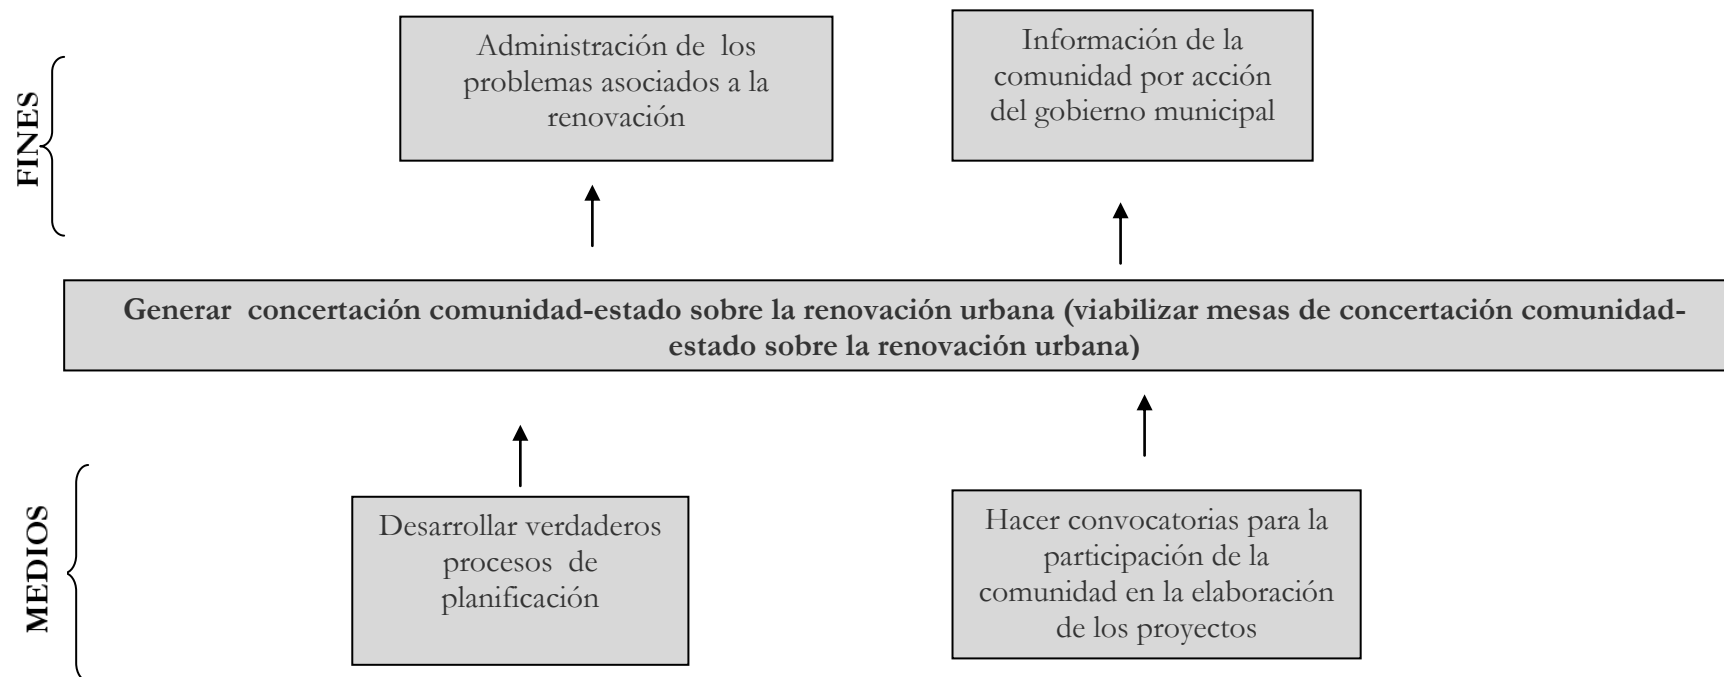 FINES
Administración de  los
problemas asociados a la
renovación
Información de la
comunidad por acción
del gobierno municipal
Generar  concertación comunidad-estado sobre la renovación urbana (viabilizar mesas de concertación comunidad-
estado sobre la renovación urbana)
MEDIOS
Desarrollar verdaderos
procesos  de
planificación
Hacer convocatorias para la
participación de la
comunidad en la elaboración
de los proyectos